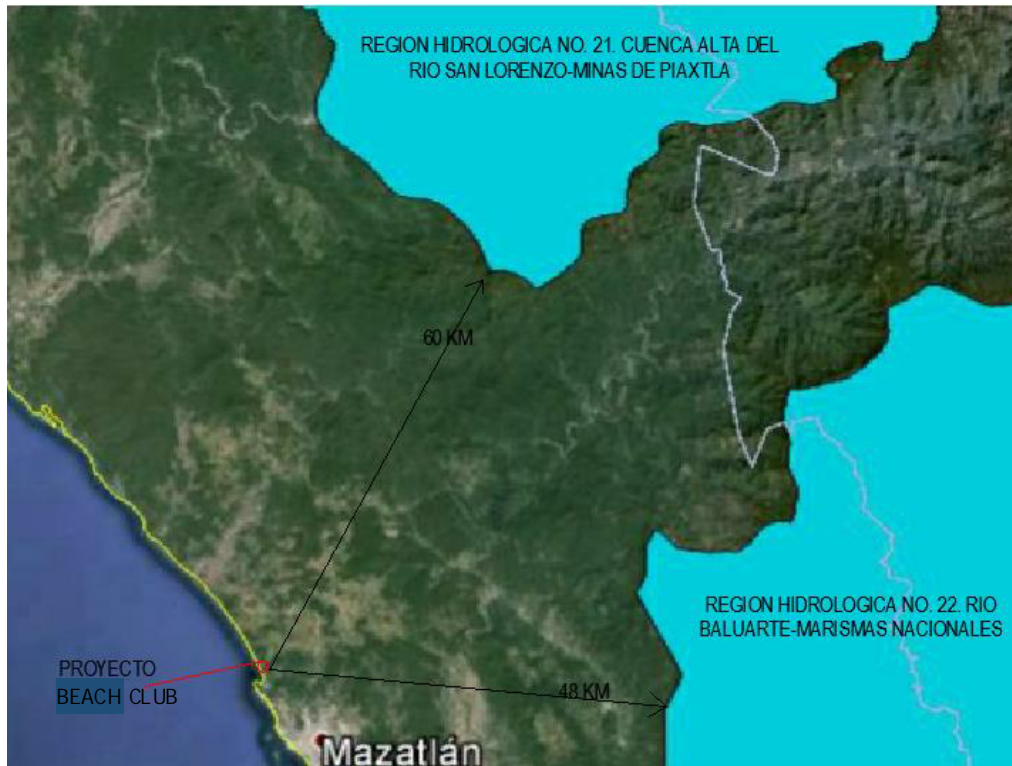 REGION HIDROLOGICA NO. 21. CUENCA ALTA DEL
RIO SAN LORENZO-MINAS DE PIAXTLA
60 KM
REGION HIDROLOGICA NO. 22. RIO
BALUARTE-MARISMAS NACIONALES
PROYECTO
BEACH CLUB
48 KM
Mazatlán